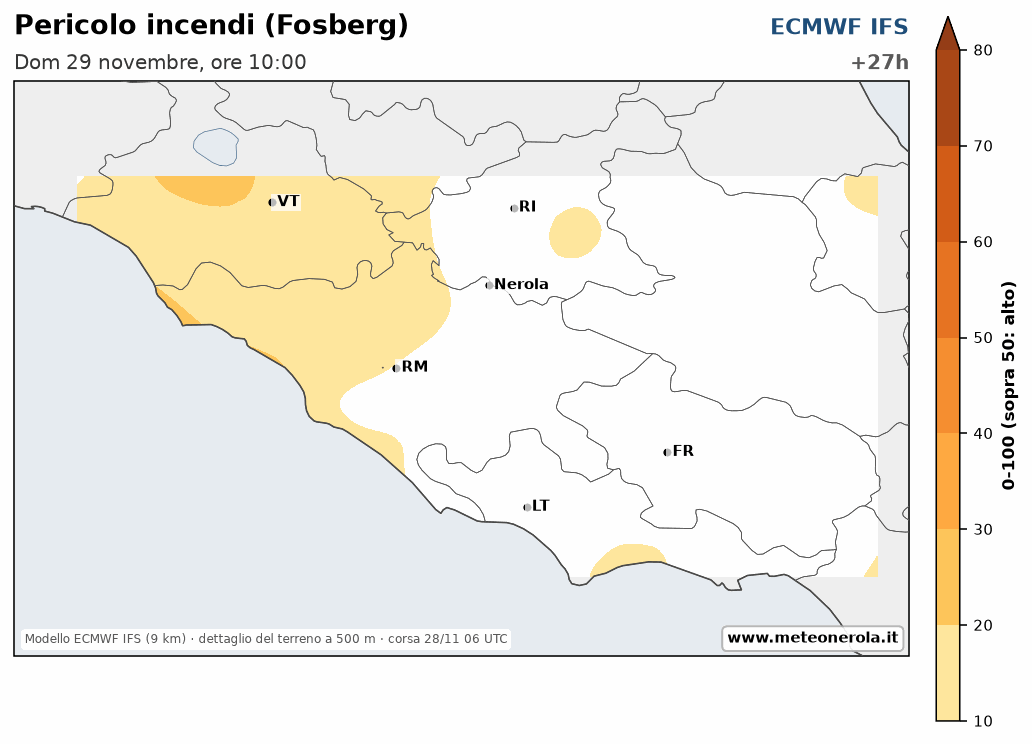 Pericolo incendi (Fosberg)
ECMWF IFS
Dom 29 novembre, ore 10:00
+27h
VT
RI
Nerola
RM
FR
LT
80
70
60
50
40
30
20
10
0-100 (sopra 50: alto)
Modello ECMWF IFS (9 km) · dettaglio del terreno a 500 m · corsa 28/11 06 UTC
www.meteonerola.it